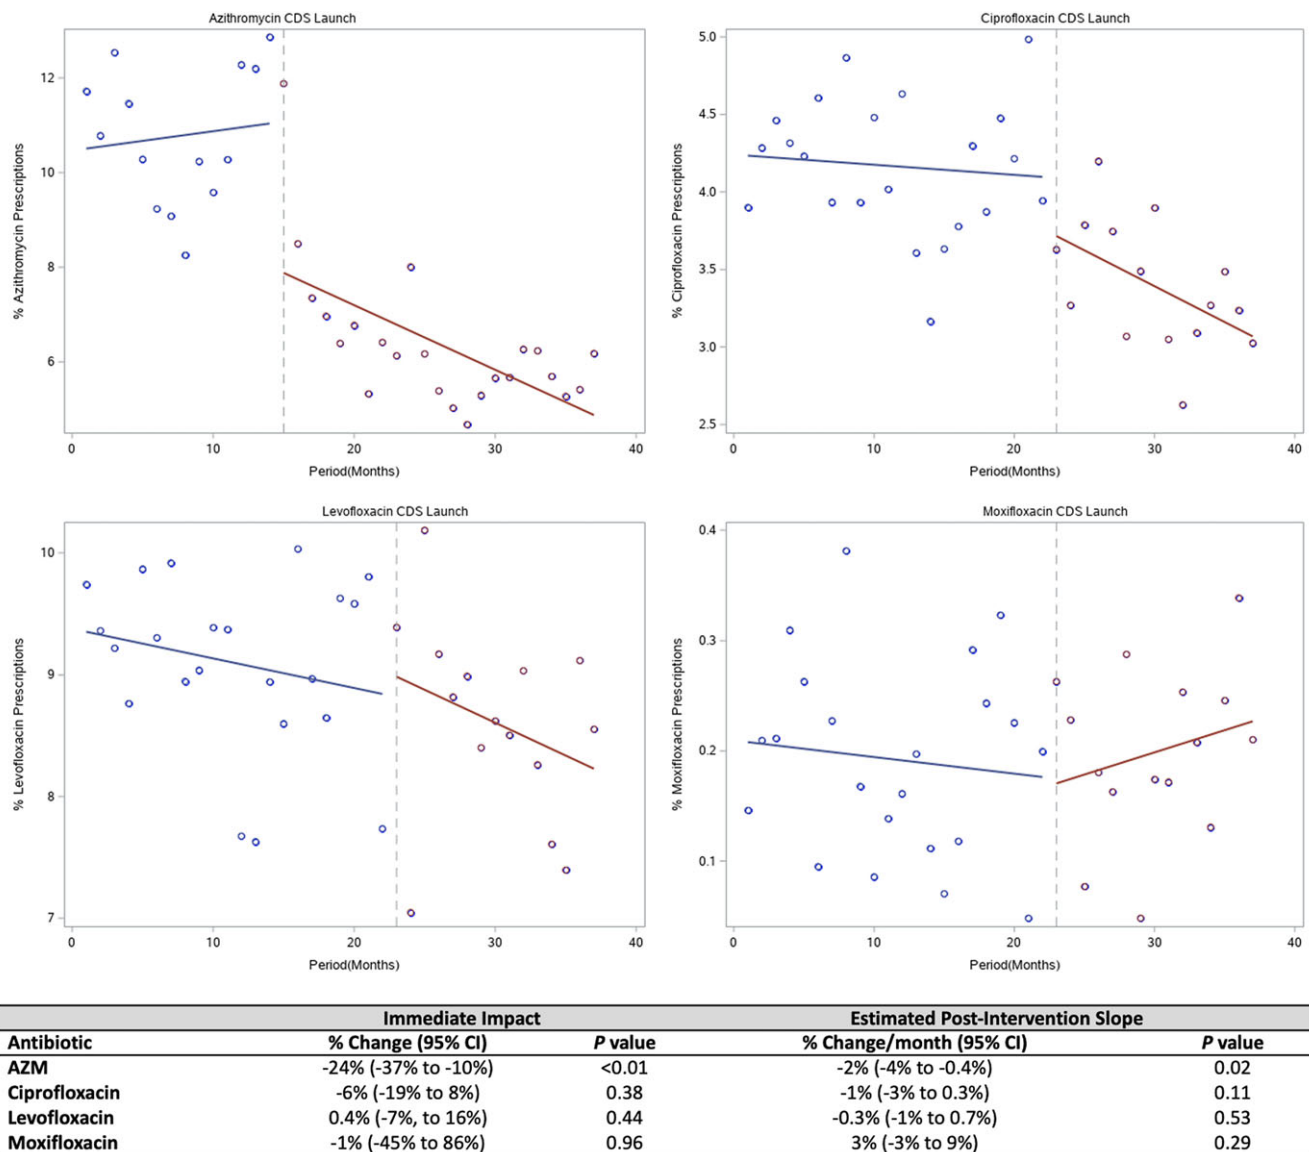 Azithromycin CDS Launch
% Azithromycin Prescriptions
12
10
8
6
0 10 20 30 40
Period(Months)
Ciprofloxacin CDS Launch
% Ciprofloxacin Prescriptions
5.0
4.5
4.0
3.5
3.0
2.5
0 10 20 30 40
Period(Months)
Levofloxacin CDS Launch
% Levofloxacin Prescriptions
10
9
8
7
0 10 20 30 40
Period(Months)
Moxifloxacin CDS Launch
% Moxifloxacin Prescriptions
0.4
0.3
0.2
0.1
0 10 20 30 40
Period(Months)
Immediate Impact Estimated Post-Intervention Slope
Antibiotic % Change (95% CI) P value % Change/month (95% CI) P value
AZM -24% (-37% to -10%) <0.01 -2% (-4% to -0.4%) 0.02
Ciprofloxacin -6% (-19% to 8%) 0.38 -1% (-3% to 0.3%) 0.11
Levofloxacin 0.4% (-7%, to 16%) 0.44 -0.3% (-1% to 0.7%) 0.53
Moxifloxacin -1% (-45% to 86%) 0.96 3% (-3% to 9%) 0.29